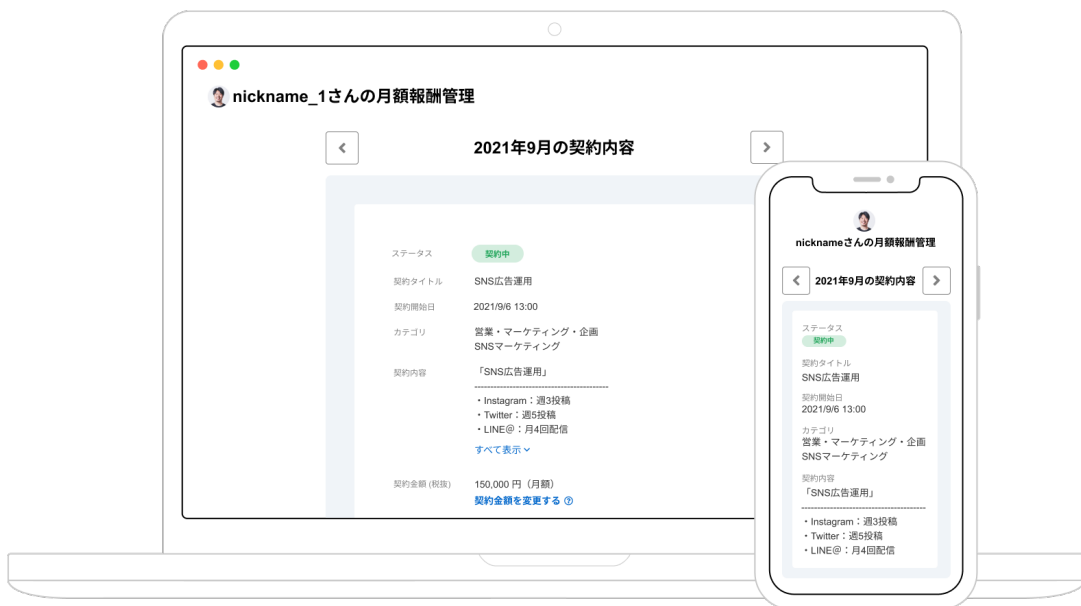 nickname_1さんの月額報酬管理
2021年9月の契約内容
ステータス
契約中
契約タイトル
SNS広告運用
契約開始日
2021/9/6 13:00
カテゴリ
営業・マーケティング・企画
SNSマーケティング
契約内容
「SNS広告運用」
----------------------------------------
・Instagram：週3投稿
・Twitter：週5投稿
・LINE@：月4回配信
すべて表示
契約金額 (税抜)
150,000 円（月額）
契約金額を変更する ?
nicknameさんの月額報酬管理
2021年9月の契約内容
ステータス
契約中
契約タイトル
SNS広告運用
契約開始日
2021/9/6 13:00
カテゴリ
営業・マーケティング・企画
SNSマーケティング
契約内容
「SNS広告運用」
----------------------------------------
・Instagram：週3投稿
・Twitter：週5投稿
・LINE@：月4回配信